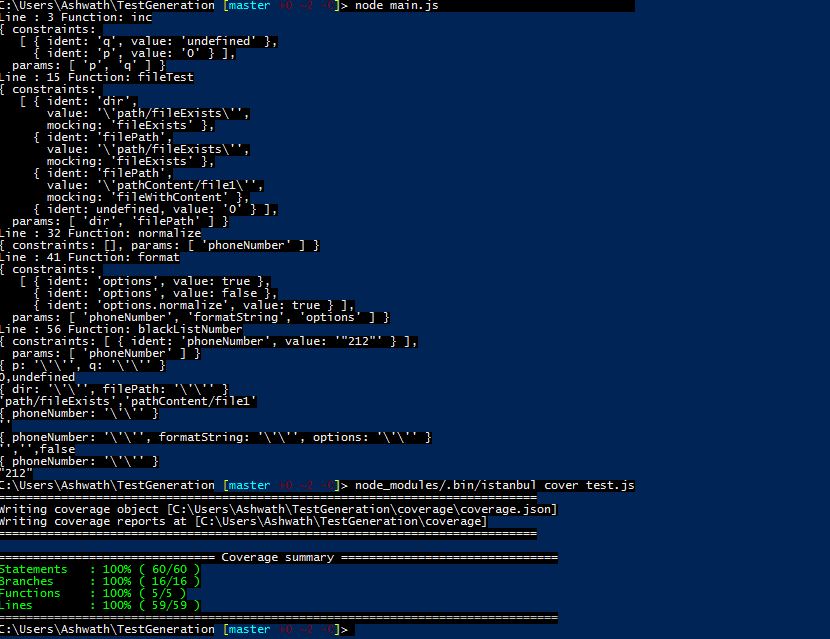 C:\Users\Ashwath\TestGeneration [master +0 ~2 -0]> node main.js
Line : 3 Function: inc
{ constraints:
   [ { ident: 'q', value: 'undefined' },
     { ident: 'p', value: '0' } ],
  params: [ 'p', 'q' ] }
Line : 15 Function: fileTest
{ constraints:
   [ { ident: 'dir',
       value: '\'path/fileExists\'',
       mocking: 'fileExists' },
     { ident: 'filePath',
       value: '\'path/fileExists\'',
       mocking: 'fileExists' },
     { ident: 'filePath',
       value: '\'pathContent/file1\'',
       mocking: 'fileWithContent' },
     { ident: undefined, value: '0' } ],
  params: [ 'dir', 'filePath' ] }
Line : 32 Function: normalize
{ constraints: [], params: [ 'phoneNumber' ] }
Line : 41 Function: format
{ constraints:
   [ { ident: 'options', value: true },
     { ident: 'options', value: false },
     { ident: 'options.normalize', value: true } ],
  params: [ 'phoneNumber', 'formatString', 'options' ] }
Line : 56 Function: blackListNumber
{ constraints: [ { ident: 'phoneNumber', value: '"212"' } ],
  params: [ 'phoneNumber' ] }
{ p: '\'\'', q: '\'\'' }
0,undefined
{ dir: '\'\'', filePath: '\'\'' }
'path/fileExists','pathContent/file1'
{ phoneNumber: '\'\'' }
''
{ phoneNumber: '\'\'', formatString: '\'\'', options: '\'\'' }
'','',false
{ phoneNumber: '\'\'' }
"212"
C:\Users\Ashwath\TestGeneration [master +0 ~2 -0]> node_modules/.bin/istanbul cover test.js
=============================================================================
Writing coverage object [C:\Users\Ashwath\TestGeneration\coverage\coverage.json]
Writing coverage reports at [C:\Users\Ashwath\TestGeneration\coverage]
=============================================================================
=============================== Coverage summary ===============================
Statements   : 100% ( 60/60 )
Branches     : 100% ( 16/16 )
Functions    : 100% ( 5/5 )
Lines        : 100% ( 59/59 )
================================================================================
C:\Users\Ashwath\TestGeneration [master +0 ~2 -0]>